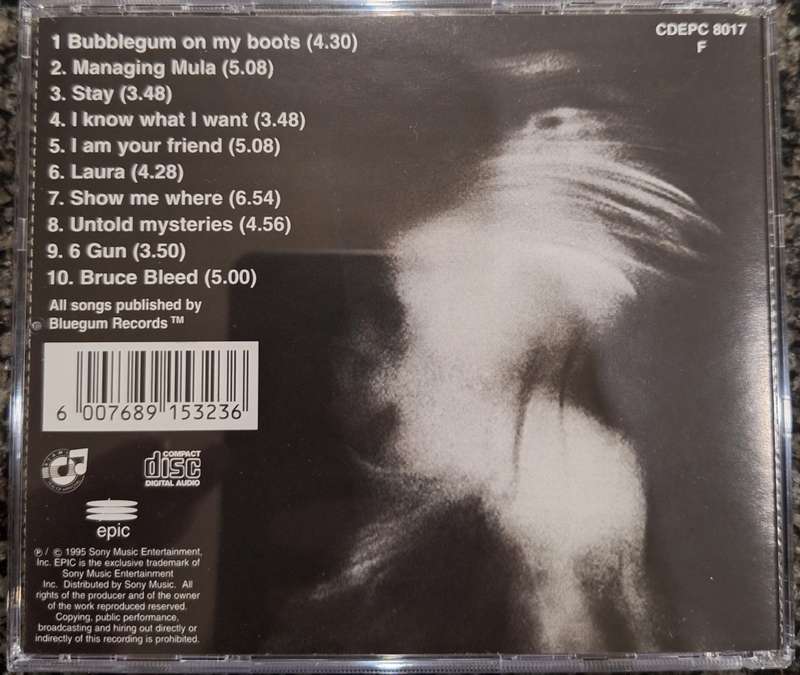 1 Bubblegum on my boots (4.30)
2. Managing Mula (5.08)
3. Stay (3.48)
4. I know what I want (3.48)
5. I am your friend (5.08)
6. Laura (4.28)
7. Show me where (6.54)
8. Untold mysteries (4.56)
9. 6 Gun (3.50)
10. Bruce Bleed (5.00)
All songs published by
Bluegum Records™
CDEPC 8017
F
6 007689 153236
COMPACT
disc
DIGITAL AUDIO
epic
℗ / © 1995 Sony Music Entertainment,
Inc. EPIC is the exclusive trademark of
Sony Music Entertainment
Inc. Distributed by Sony Music. All
rights of the producer and of the owner
of the work reproduced reserved.
Copying, public performance,
broadcasting and hiring out directly or
indirectly of this recording is prohibited.